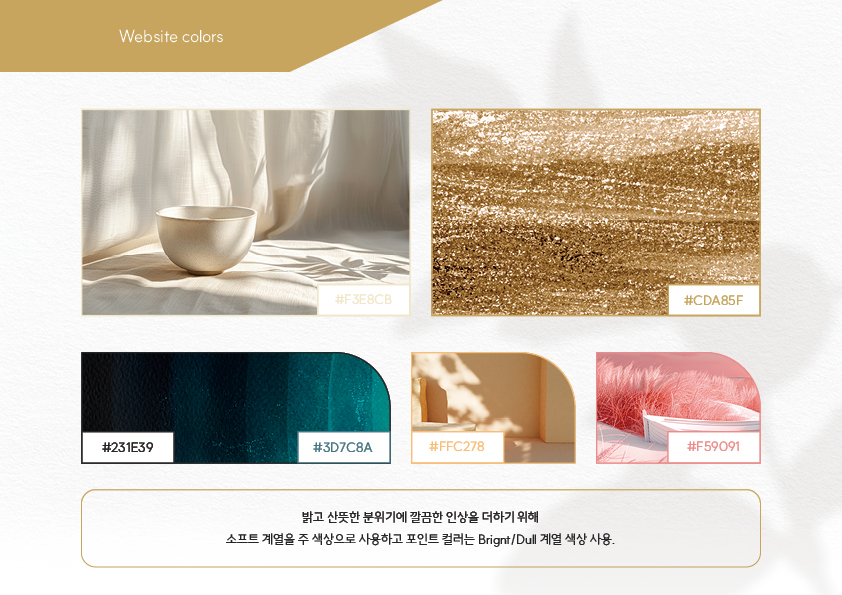 Website colors
#F3E8CB
#CDA85F
#231E39
#3D7C8A
#FFC278
#F59091
밝고 산뜻한 분위기에 깔끔한 인상을 더하기 위해
소프트 계열을 주 색상으로 사용하고 포인트 컬러는 Brignt/Dull 계열 색상 사용.